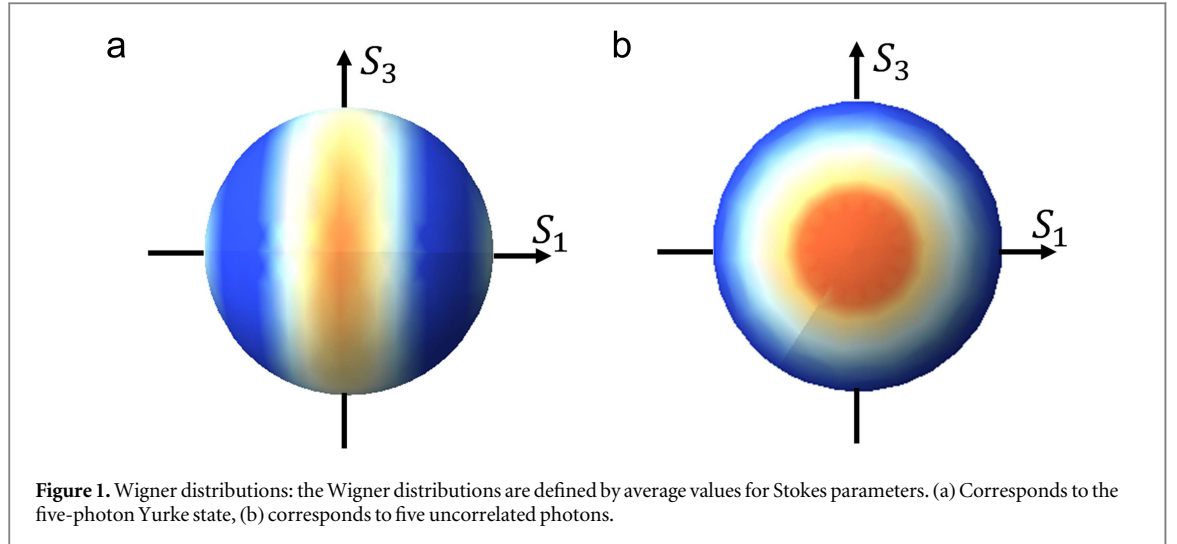 a
b
S3
S3
S1
S1
Figure 1. Wigner distributions: the Wigner distributions are defined by average values for Stokes parameters. (a) Corresponds to the
five-photon Yurke state, (b) corresponds to five uncorrelated photons.